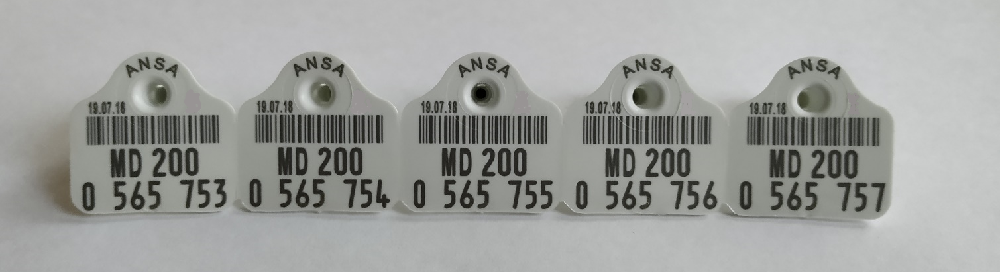 ANSA
19.07.18
MD 200
0 565 753
ANSA
19.07.18
MD 200
0 565 754
ANSA
19.07.18
MD 200
0 565 755
ANSA
19.07.18
MD 200
0 565 756
ANSA
19.07.18
MD 200
0 565 757